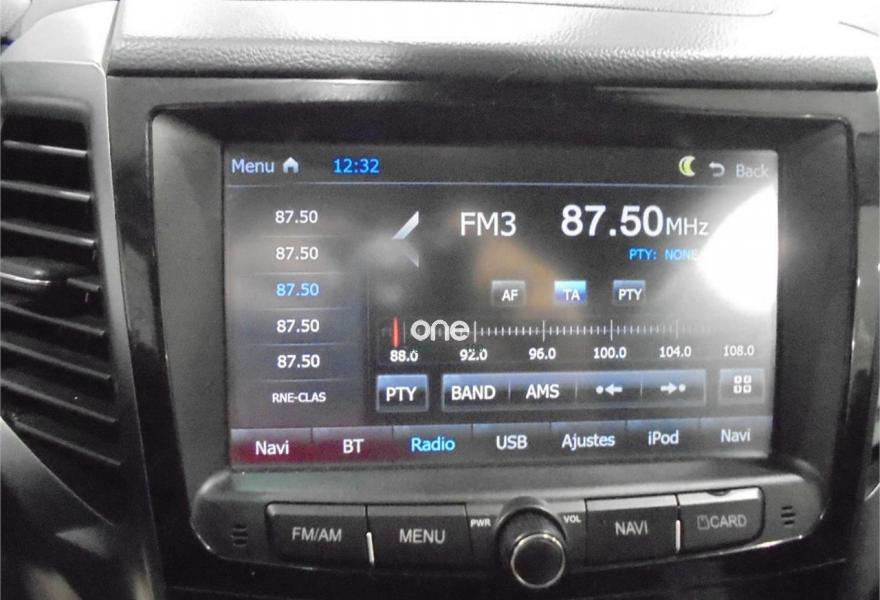 Menu 12:32 Back
87.50
87.50
87.50
87.50
87.50
RNE-CLAS
FM3 87.50MHz
PTY: NONE
AF TA PTY
one
88.0 92.0 96.0 100.0 104.0 108.0
PTY BAND AMS
Navi BT Radio USB Ajustes iPod Navi
FM/AM MENU PWR VOL NAVI CARD